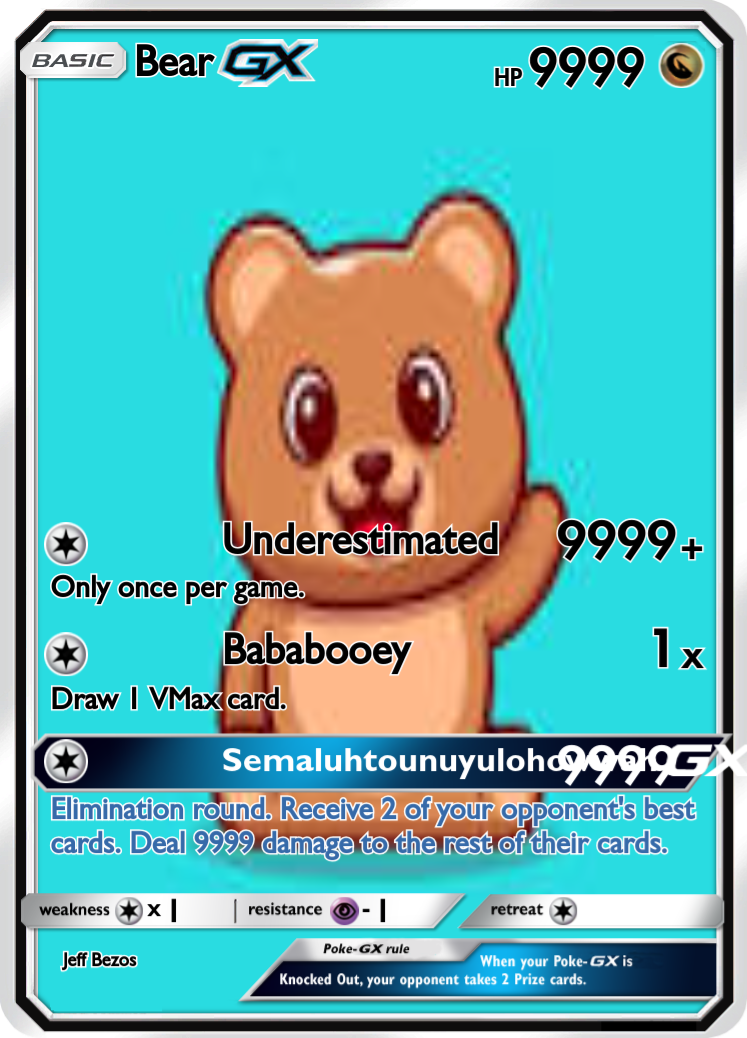 BASIC Bear GX HP 9999
Underestimated 9999+
Only once per game.
Bababooey 1x
Draw 1 VMax card.
9999 GX
Elimination round. Receive 2 of your opponent's best
cards. Deal 9999 damage to the rest of their cards.
weakness x 1 resistance - 1 retreat
Jeff Bezos
Poke-GX rule
When your Poke-GX is
Knocked Out, your opponent takes 2 Prize cards.